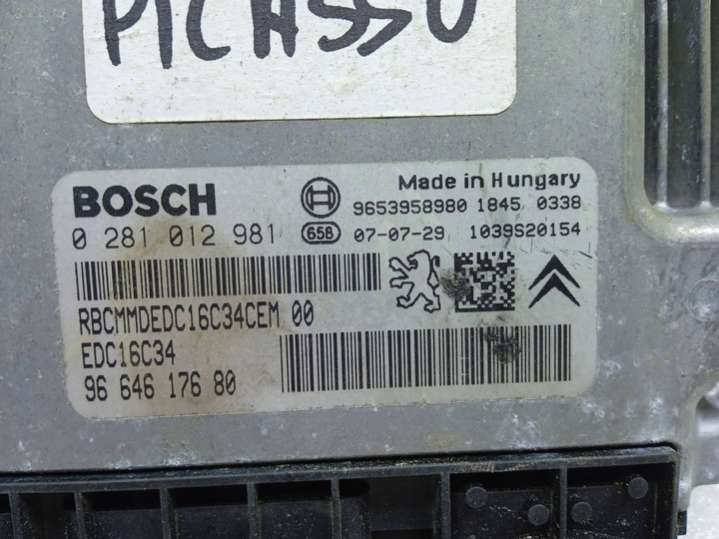 PICASSO
BOSCH
Made in Hungary
9653958980 1845 0338
0 281 012 981
658
07-07-29 1039S20154
RBCMMDEDC16C34CEM 00
EDC16C34
96 646 176 80